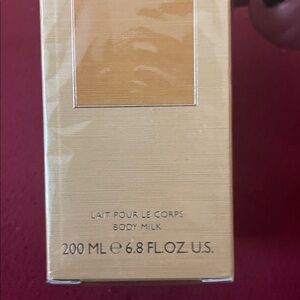 LAIT POUR LE CORPS
BODY MILK
200 ML ℮ 6.8 FL.OZ. U.S.